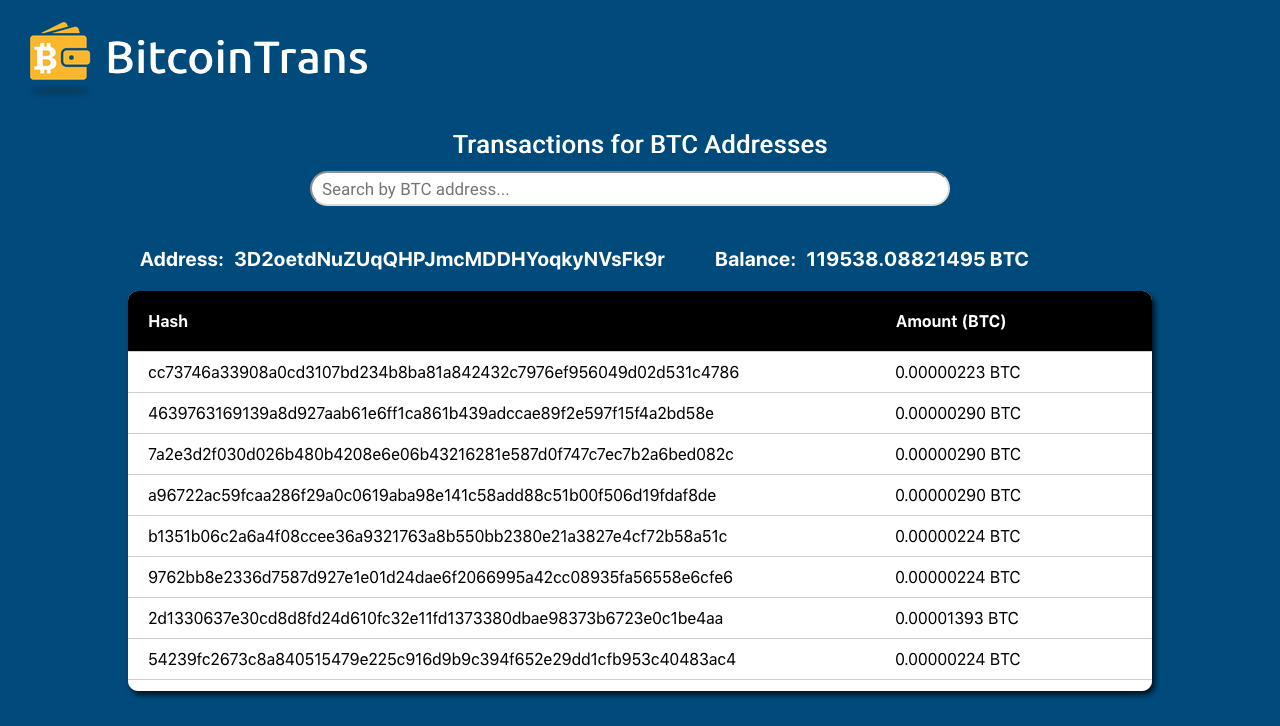 BitcoinTrans
Transactions for BTC Addresses
Search by BTC address...
Address: 3D2oetdNuZUqQHPJmcMDDHYoqkyNVsFk9r Balance: 119538.08821495 BTC
Hash Amount (BTC)
cc73746a33908a0cd3107bd234b8ba81a842432c7976ef956049d02d531c4786 0.00000223 BTC
4639763169139a8d927aab61e6ff1ca861b439adccae89f2e597f15f4a2bd58e 0.00000290 BTC
7a2e3d2f030d026b480b4208e6e06b43216281e587d0f747c7ec7b2a6bed082c 0.00000290 BTC
a96722ac59fcaa286f29a0c0619aba98e141c58add88c51b00f506d19fdaf8de 0.00000290 BTC
b1351b06c2a6a4f08ccee36a9321763a8b550bb2380e21a3827e4cf72b58a51c 0.00000224 BTC
9762bb8e2336d7587d927e1e01d24dae6f2066995a42cc08935fa56558e6cfe6 0.00000224 BTC
2d1330637e30cd8d8fd24d610fc32e11fd1373380dbae98373b6723e0c1be4aa 0.00001393 BTC
54239fc2673c8a840515479e225c916d9b9c394f652e29dd1cfb953c40483ac4 0.00000224 BTC